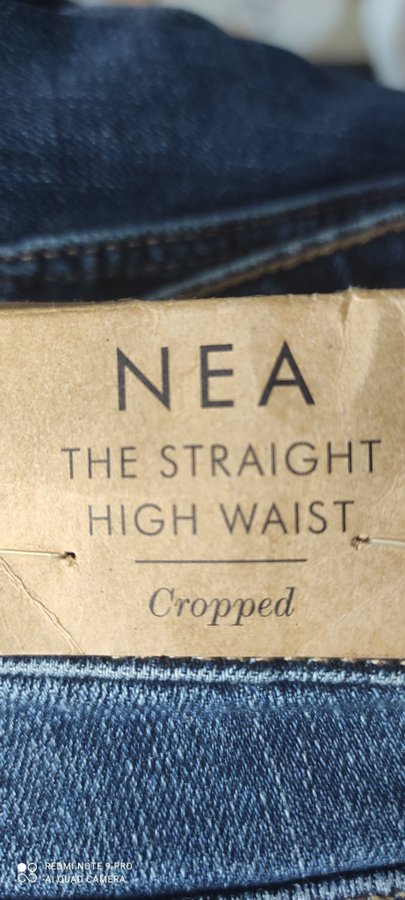 NEA
THE STRAIGHT
HIGH WAIST
Cropped
REDMI NOTE 9 PRO
AI QUAD CAMERA